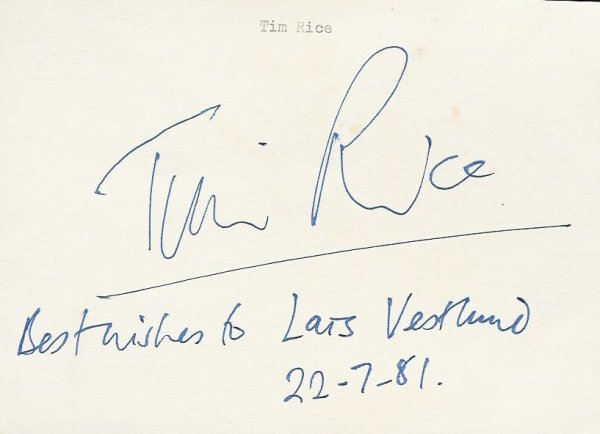 Tim Rice
Tim Rice
Best wishes to Lars Vestlund
22-7-81.